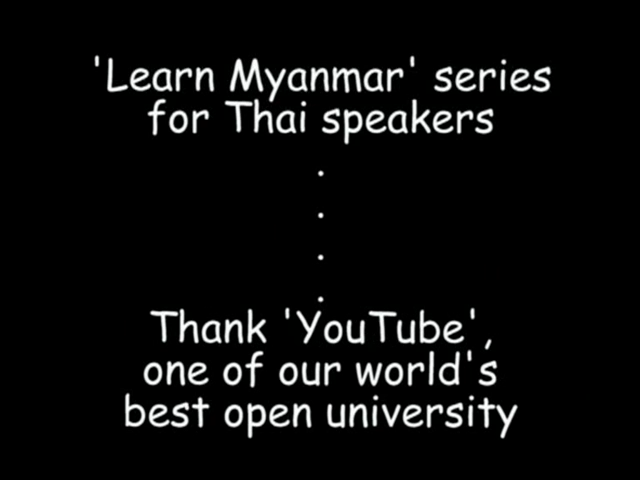 'Learn Myanmar' series
for Thai speakers
.
.
.
.
Thank 'YouTube',
one of our world's
best open university